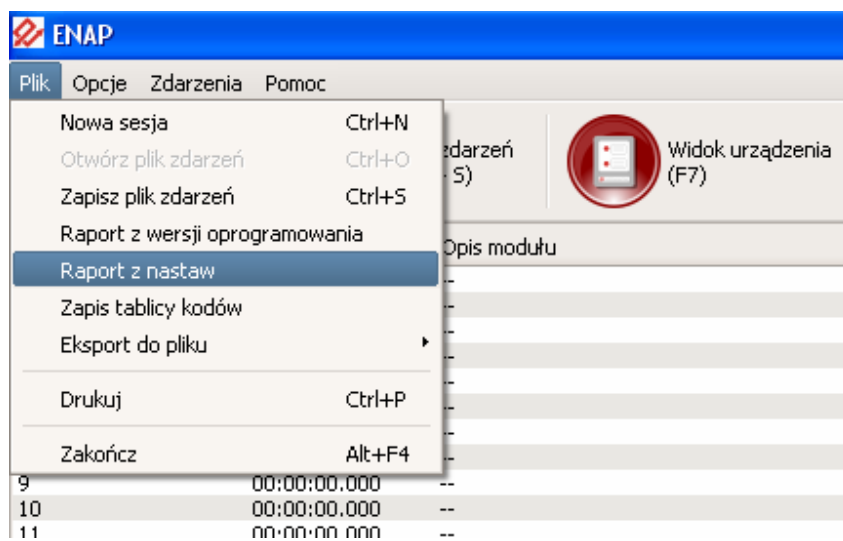 ENAP
Plik Opcje Zdarzenia Pomoc
Nowa sesja Ctrl+N
Otwórz plik zdarzeń Ctrl+O
Zapisz plik zdarzeń Ctrl+S
Raport z wersji oprogramowania
Raport z nastaw
Zapis tablicy kodów
Eksport do pliku
Drukuj Ctrl+P
Zakończ Alt+F4
zdarzeń
S)
Widok urządzenia
(F7)
Opis modułu
--
--
--
--
--
--
--
--
9 00:00:00.000 --
10 00:00:00.000 --
11 00:00:00.000 --